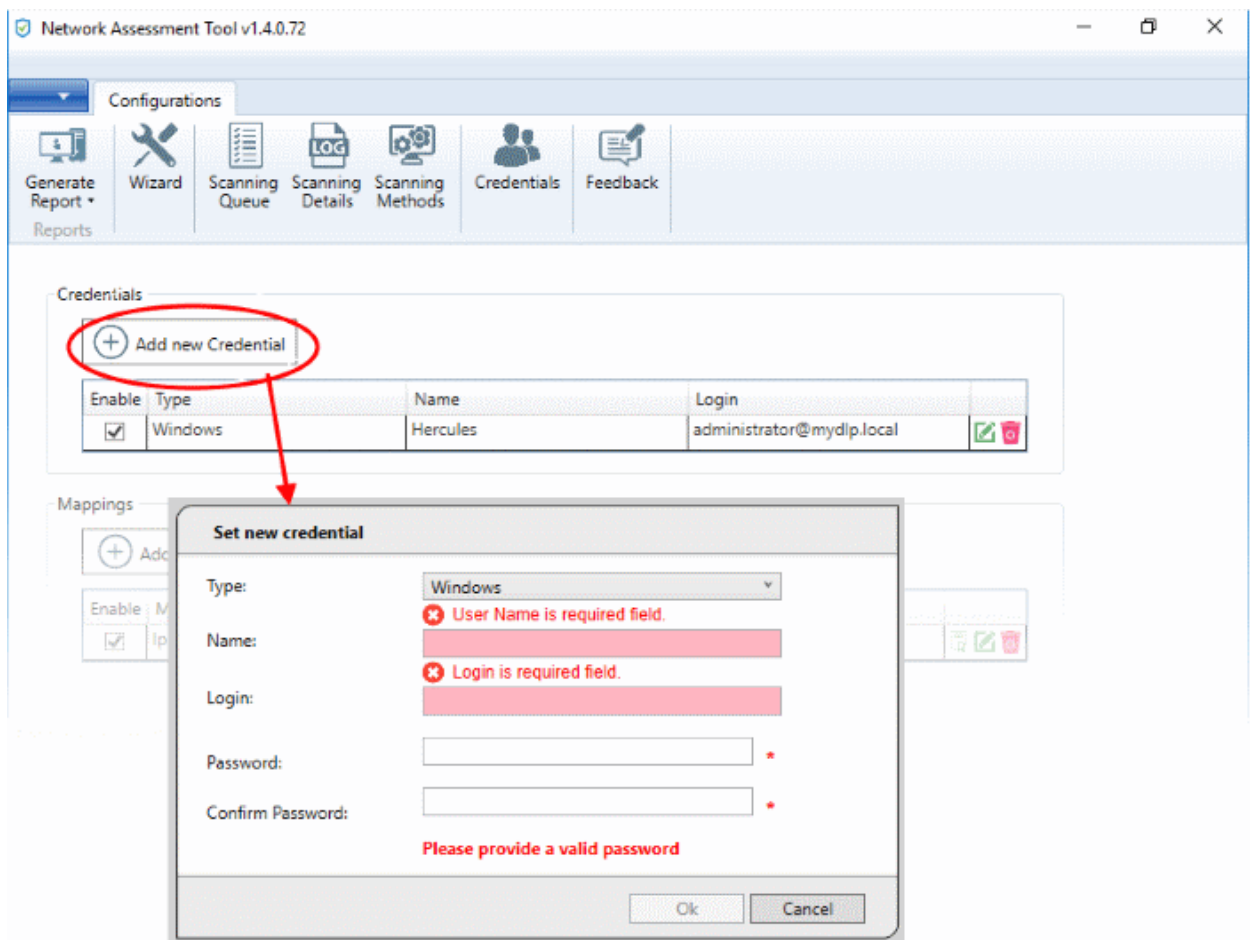 Network Assessment Tool v1.4.0.72
Configurations
Generate Report
Wizard
Scanning Queue
Scanning Details
Scanning Methods
Credentials
Feedback
LOG
Reports
Credentials
Add new Credential
Enable Type Name Login
Windows Hercules administrator@mydlp.local
Mappings
Enable
Ip
Set new credential
Type: Windows
User Name is required field.
Name:
Login is required field.
Login:
Password: *
Confirm Password: *
Please provide a valid password
Ok Cancel